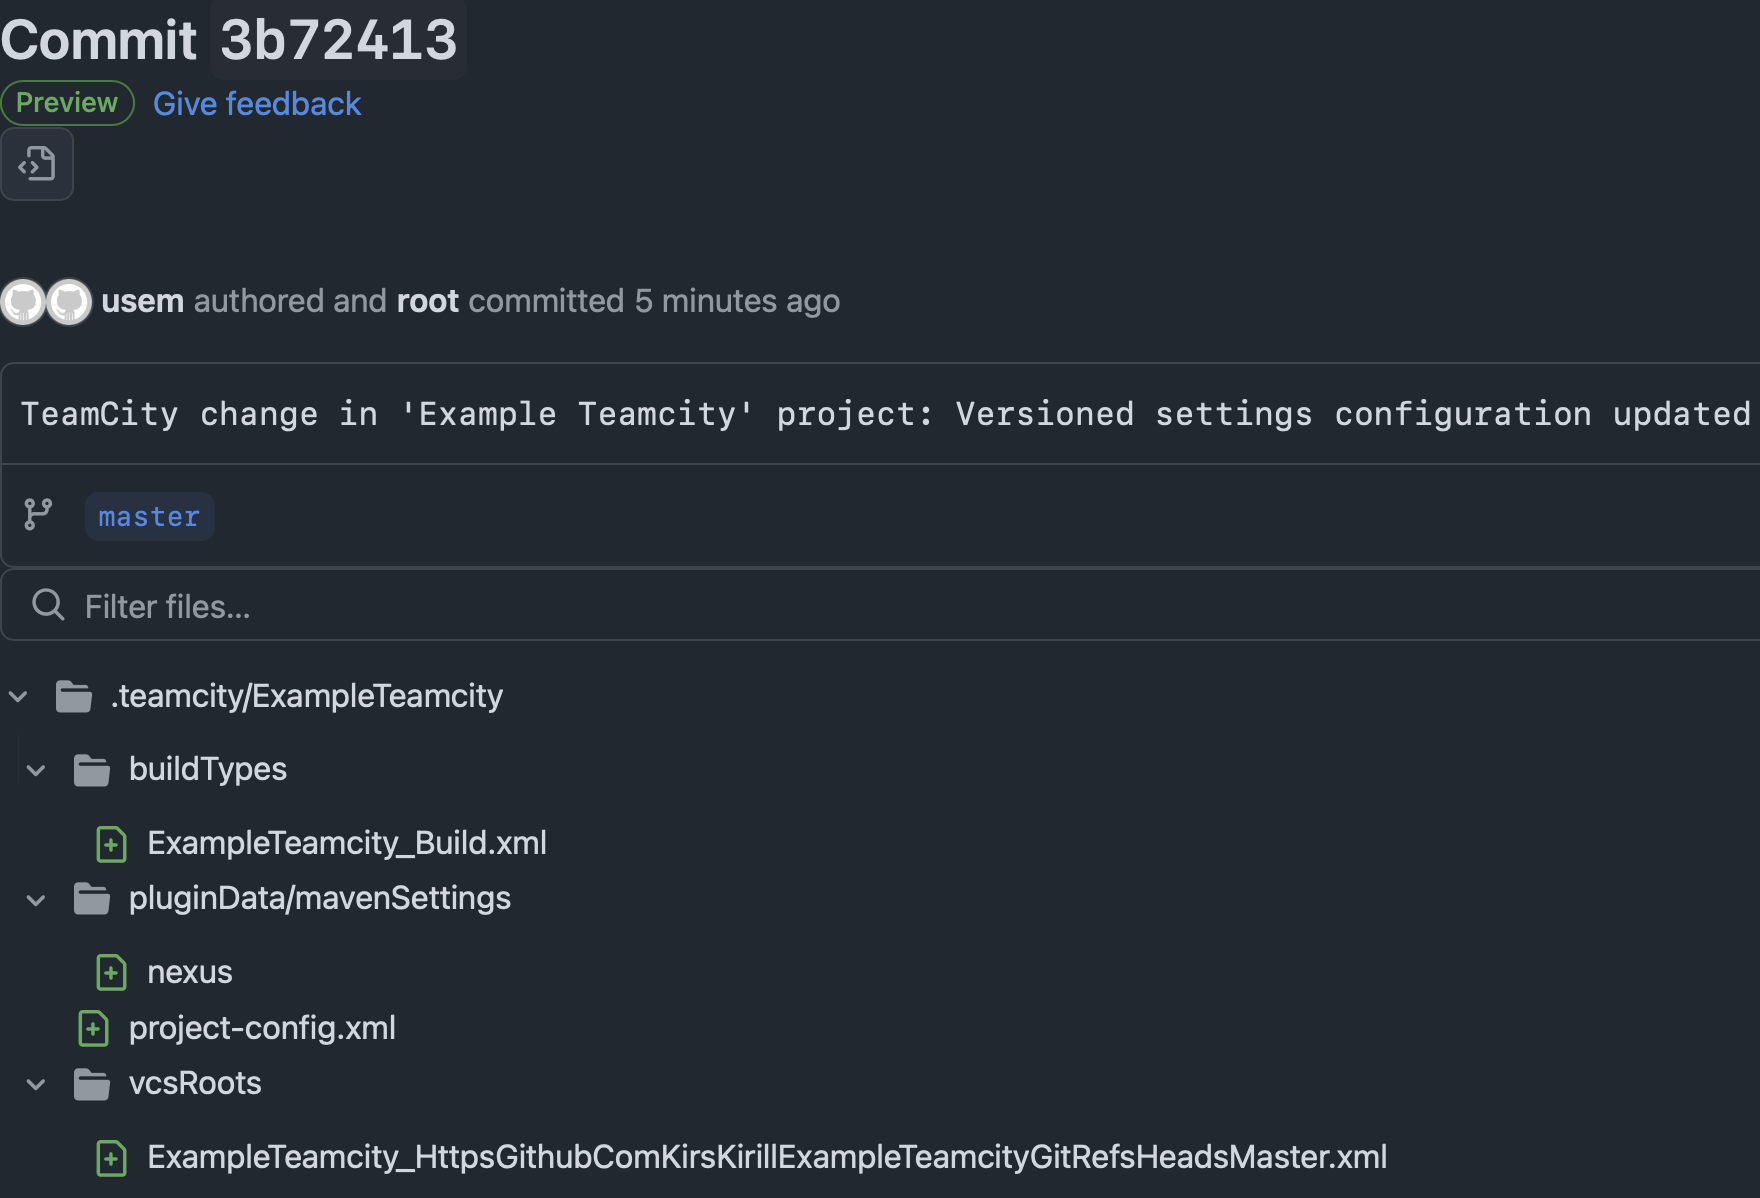 Commit 3b72413
Preview Give feedback
usem authored and root committed 5 minutes ago
TeamCity change in 'Example Teamcity' project: Versioned settings configuration updated
master
Filter files...
.teamcity/ExampleTeamcity
buildTypes
ExampleTeamcity_Build.xml
pluginData/mavenSettings
nexus
project-config.xml
vcsRoots
ExampleTeamcity_HttpsGithubComKirsKirillExampleTeamcityGitRefsHeadsMaster.xml